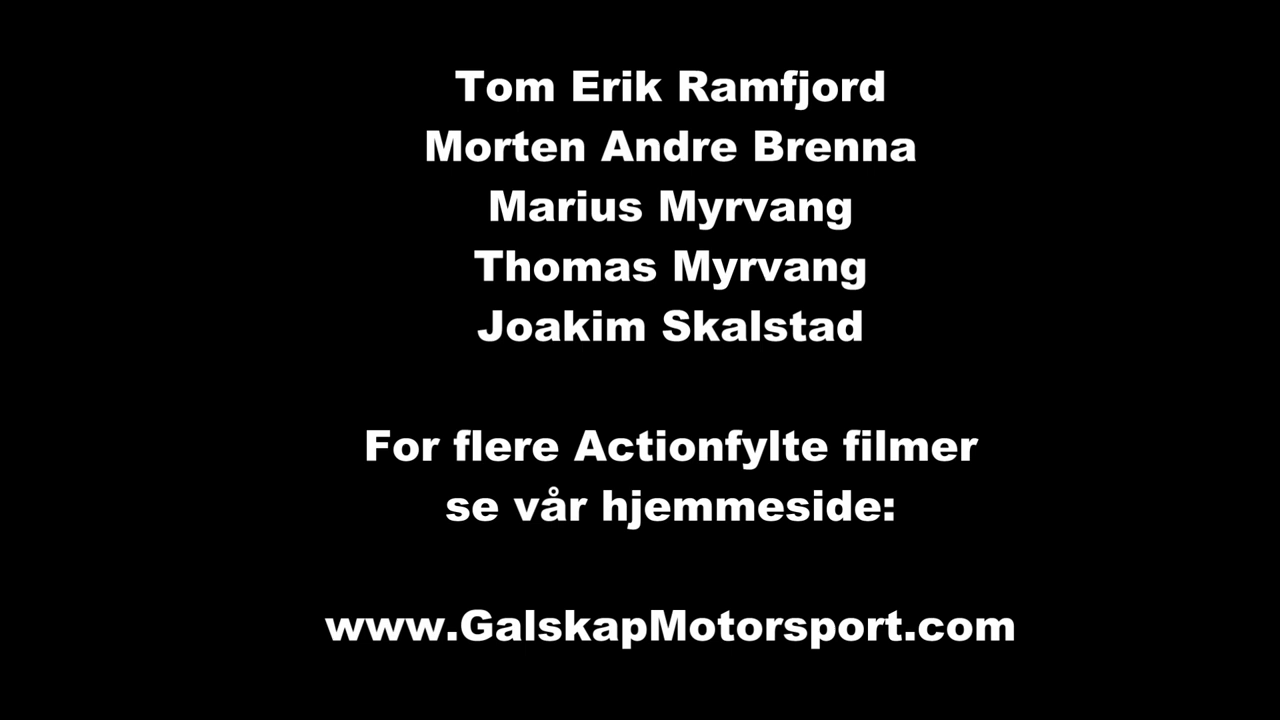 Tom Erik Ramfjord
Morten Andre Brenna
Marius Myrvang
Thomas Myrvang
Joakim Skalstad
For flere Actionfylte filmer
se vår hjemmeside:
www.GalskapMotorsport.com